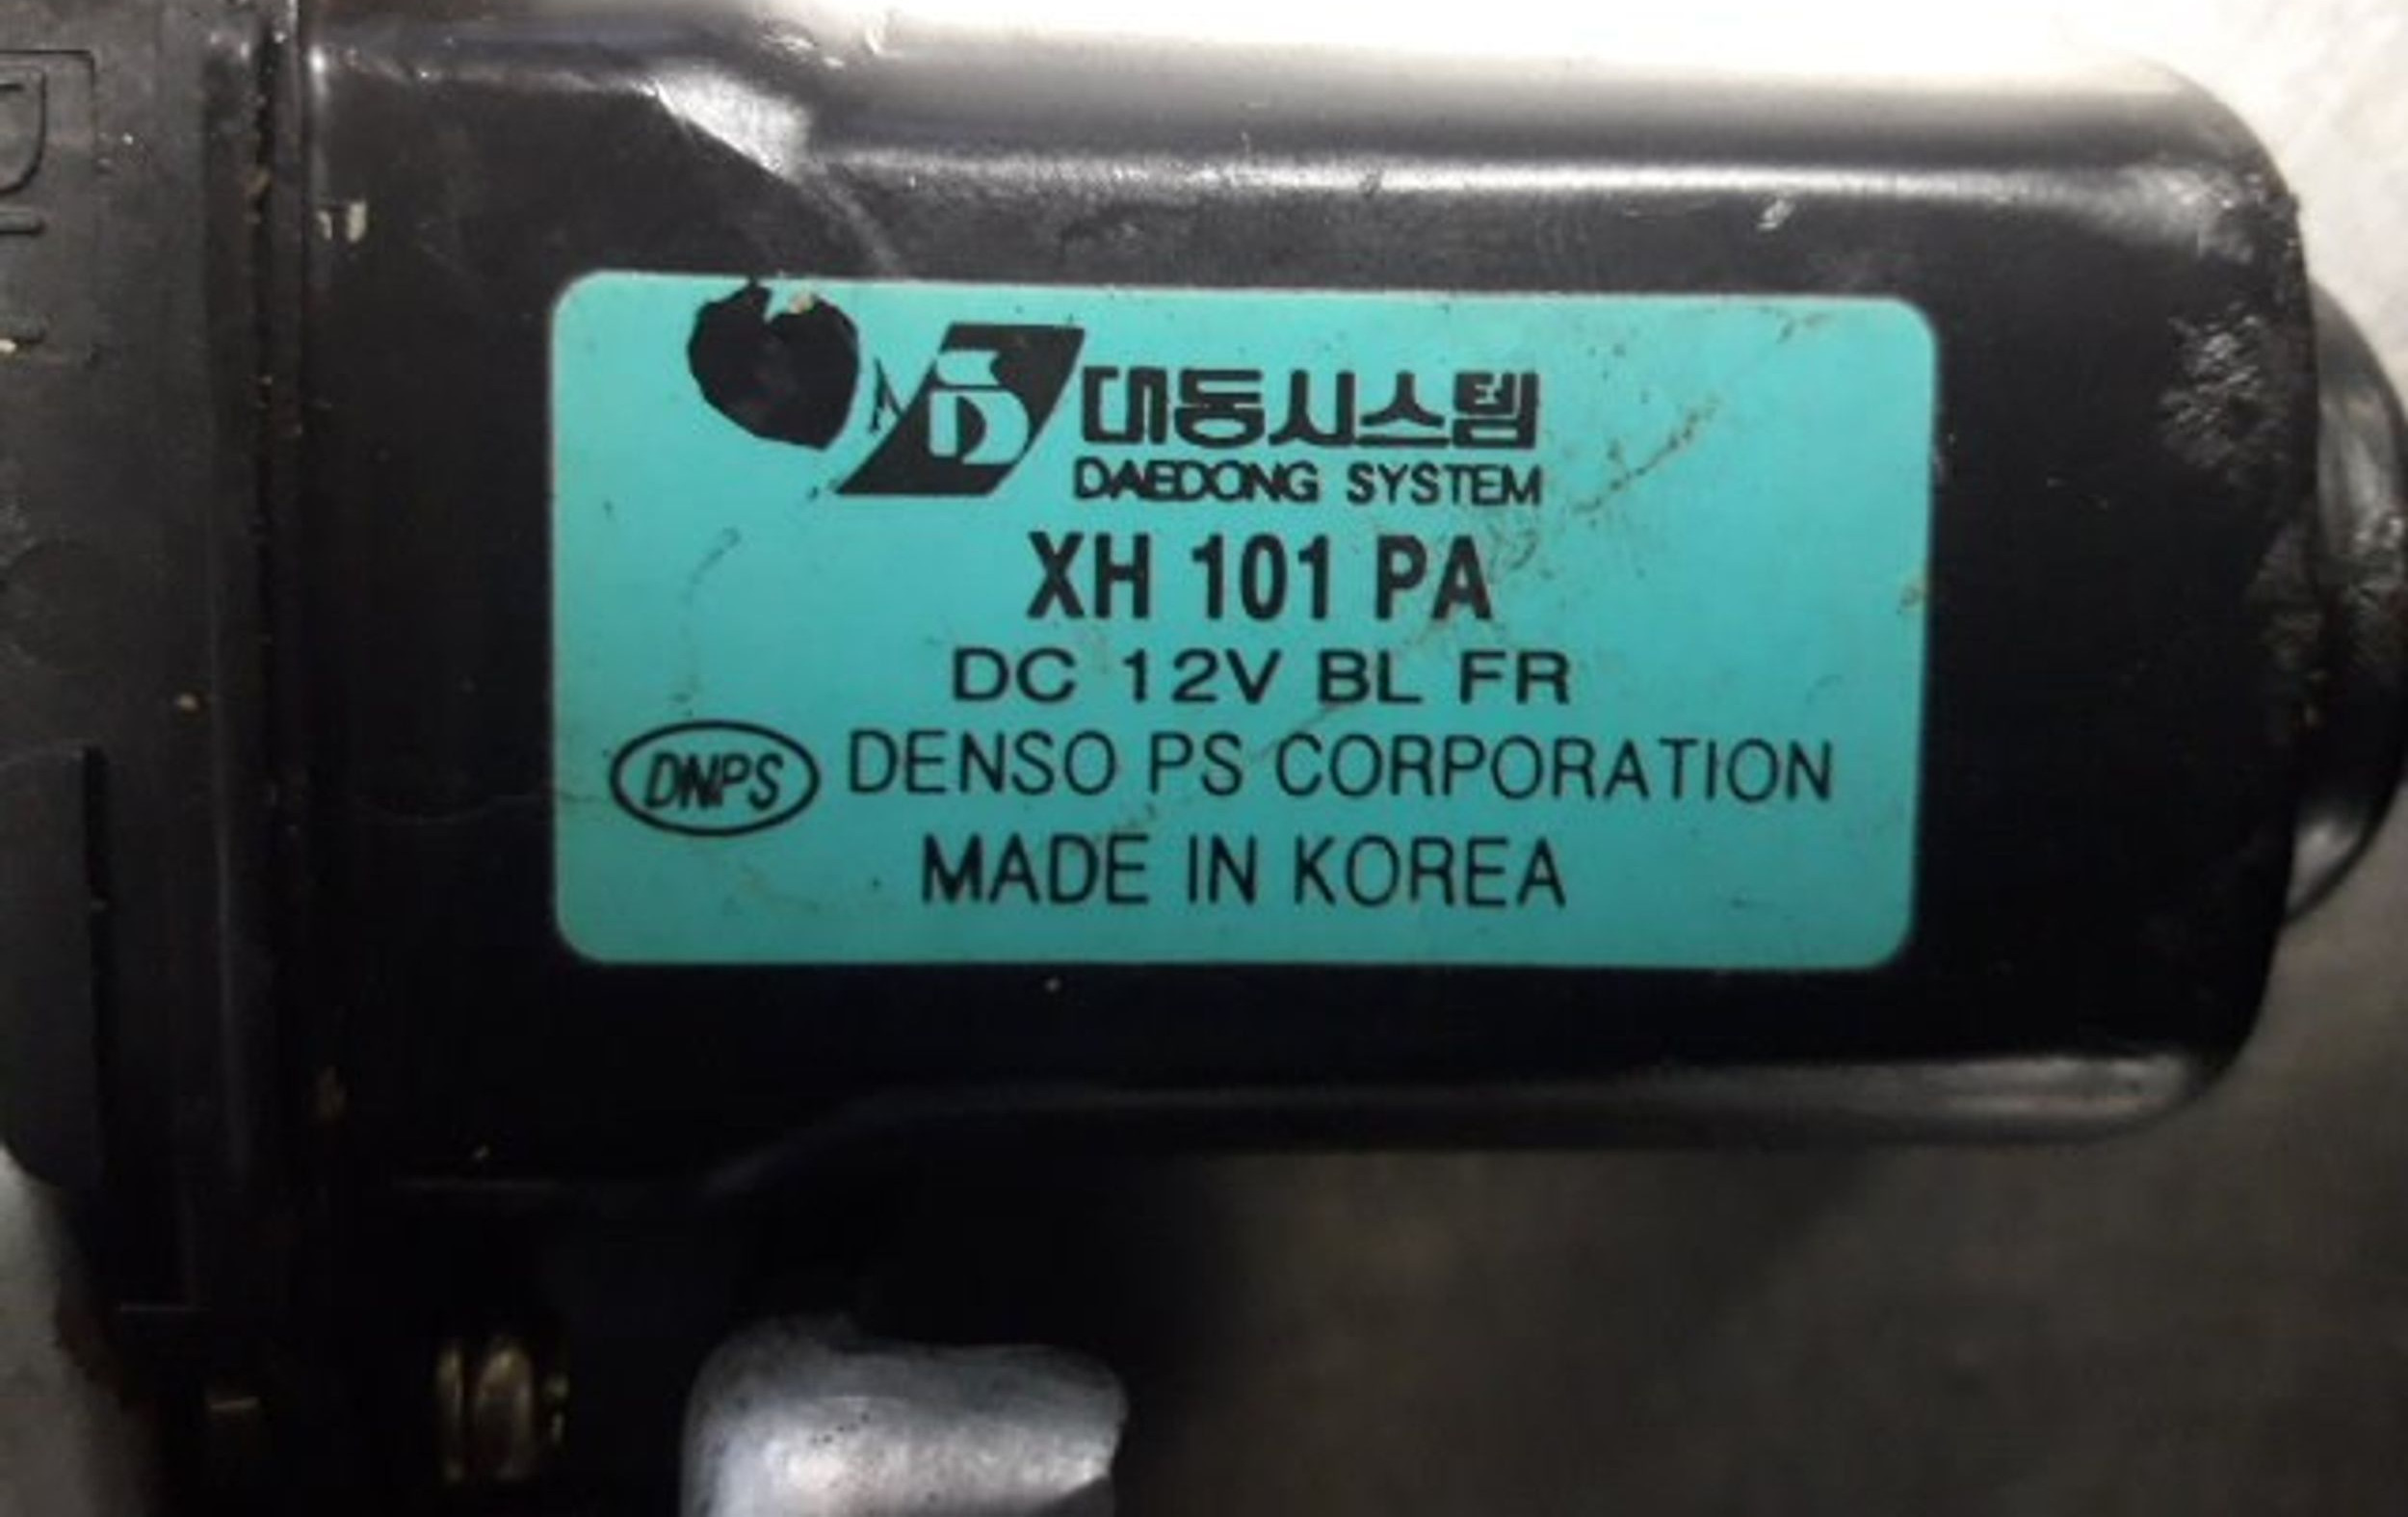 대동시스템
DAEDONG SYSTEM
XH 101 PA
DC 12V BL FR
DNPS DENSO PS CORPORATION
MADE IN KOREA